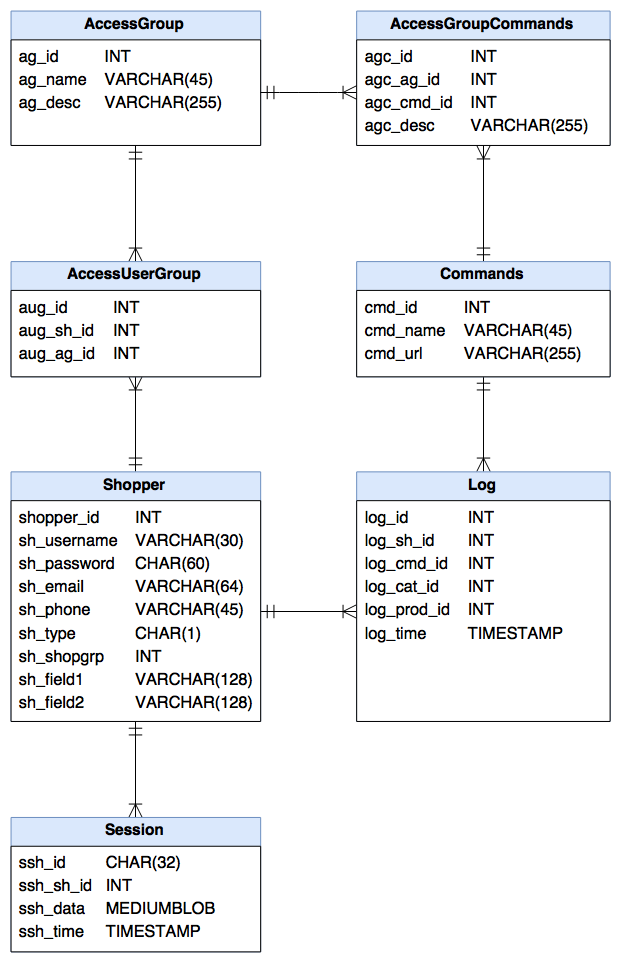 AccessGroup
ag_id INT
ag_name VARCHAR(45)
ag_desc VARCHAR(255)
AccessGroupCommands
agc_id INT
agc_ag_id INT
agc_cmd_id INT
agc_desc VARCHAR(255)
AccessUserGroup
aug_id INT
aug_sh_id INT
aug_ag_id INT
Commands
cmd_id INT
cmd_name VARCHAR(45)
cmd_url VARCHAR(255)
Shopper
shopper_id INT
sh_username VARCHAR(30)
sh_password CHAR(60)
sh_email VARCHAR(64)
sh_phone VARCHAR(45)
sh_type CHAR(1)
sh_shopgrp INT
sh_field1 VARCHAR(128)
sh_field2 VARCHAR(128)
Log
log_id INT
log_sh_id INT
log_cmd_id INT
log_cat_id INT
log_prod_id INT
log_time TIMESTAMP
Session
ssh_id CHAR(32)
ssh_sh_id INT
ssh_data MEDIUMBLOB
ssh_time TIMESTAMP